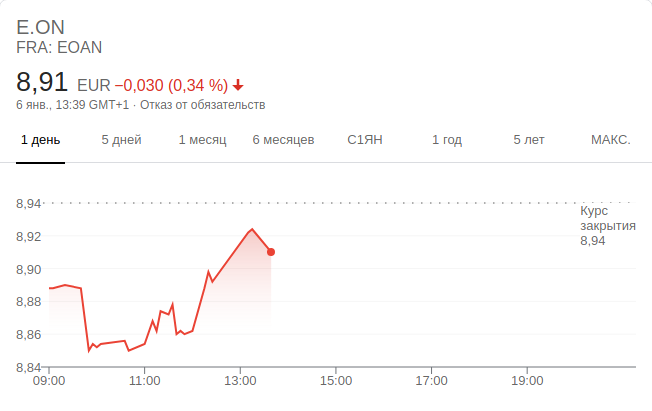 E.ON
FRA: EOAN
8,91 EUR −0,030 (0,34 %)
6 янв., 13:39 GMT+1 · Отказ от обязательств
1 день 5 дней 1 месяц 6 месяцев С1ЯН 1 год 5 лет МАКС.
8,94
Курс
закрытия
8,94
8,92
8,90
8,88
8,86
8,84
09:00 11:00 13:00 15:00 17:00 19:00